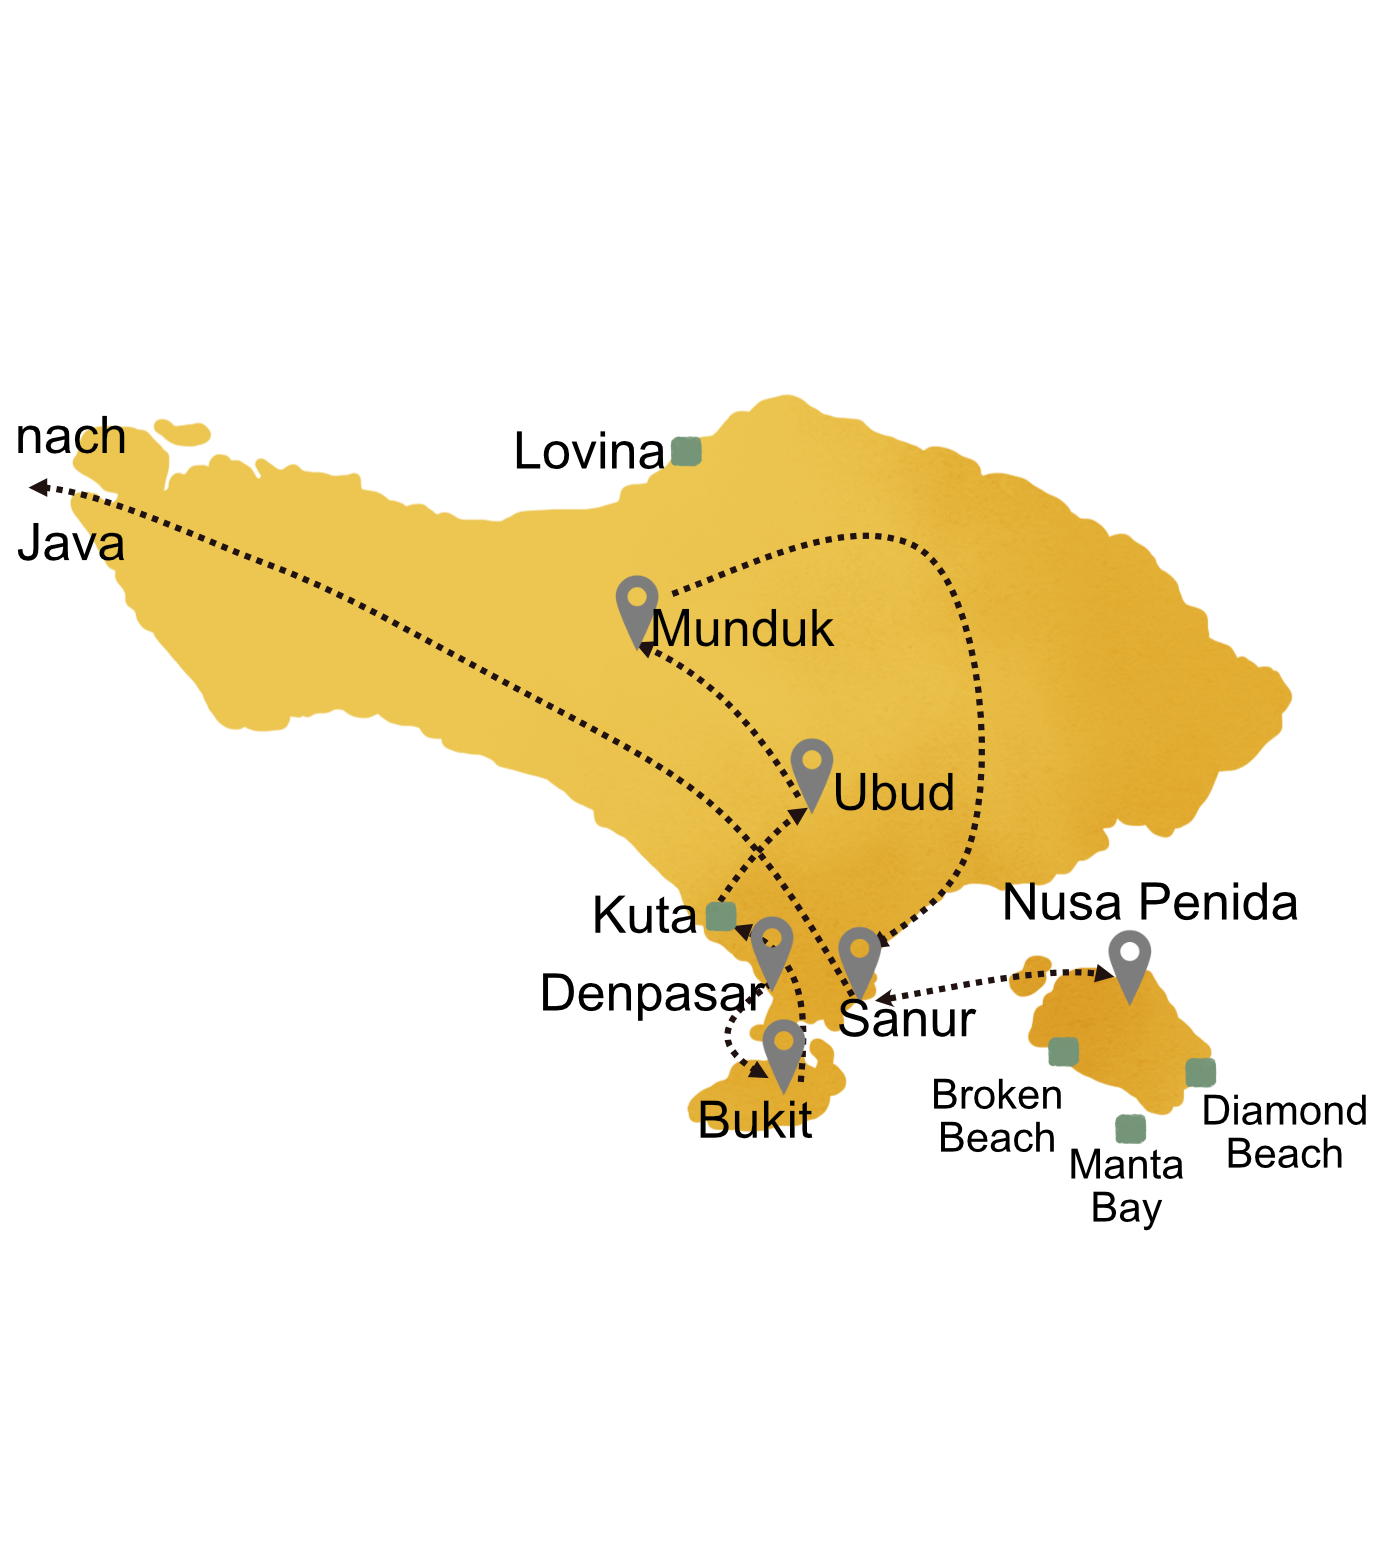 nach
Java
Lovina
Munduk
Ubud
Kuta
Denpasar
Sanur
Bukit
Nusa Penida
Broken
Beach
Manta
Bay
Diamond
Beach